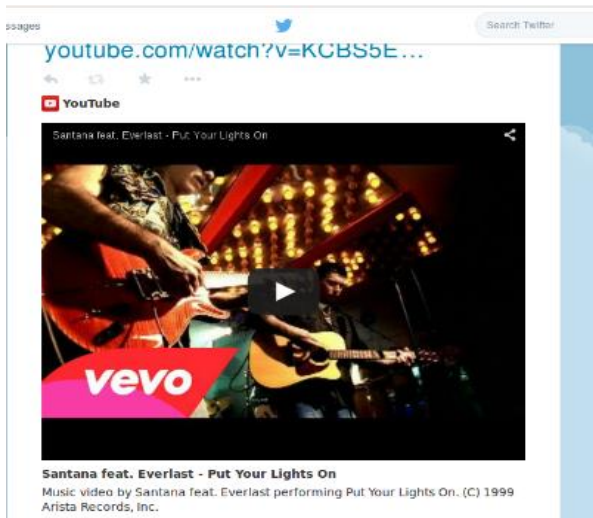 ssages
Search Twitter
youtube.com/watch?v=KCBS5E...
YouTube
Santana feat. Everlast - Put Your Lights On
vevo
Santana feat. Everlast - Put Your Lights On
Music video by Santana feat. Everlast performing Put Your Lights On. (C) 1999
Arista Records, Inc.